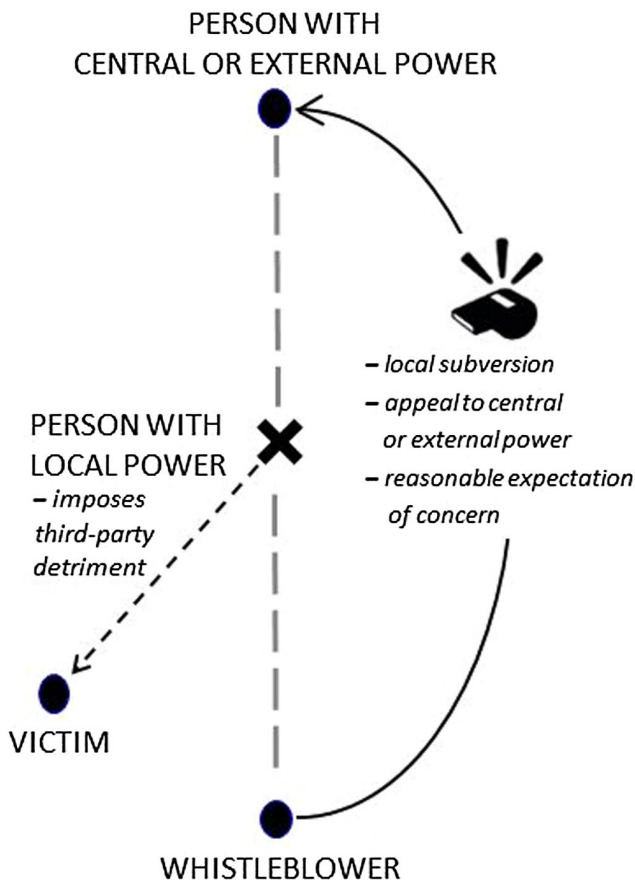 PERSON WITH
CENTRAL OR EXTERNAL POWER
– local subversion
– appeal to central
or external power
– reasonable expectation
of concern
PERSON WITH
LOCAL POWER
– imposes
third-party
detriment
VICTIM
WHISTLEBLOWER